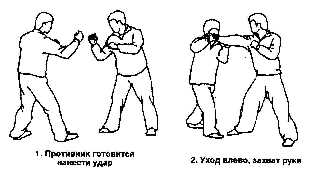 1. Противник готовится
нанести удар
2. Уход влево, захват руки